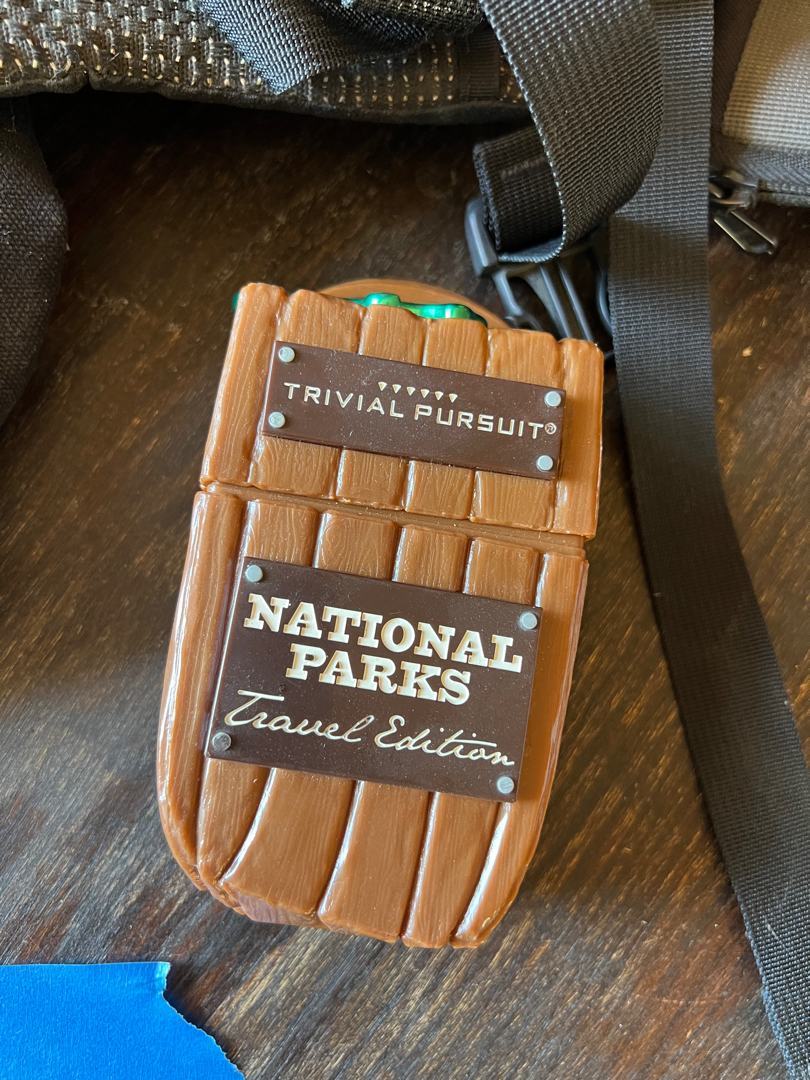 TRIVIAL PURSUIT®
NATIONAL
PARKS
Travel Edition